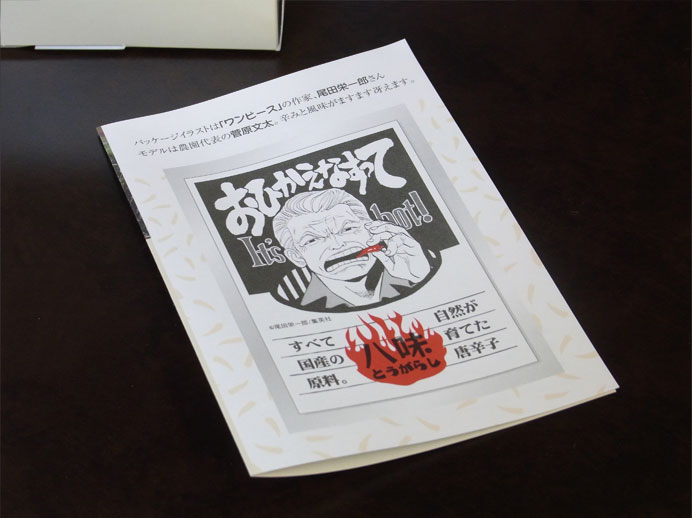 パッケージイラストは「ワンピース」の作家、尾田栄一郎さん
モデルは農園代表の菅原文太。辛みと風味がますます冴えます。
おひかえなすって
It's hot!
©尾田栄一郎/集英社
すべて
国産の
原料。
八味
とうがらし
自然が
育てた
唐辛子